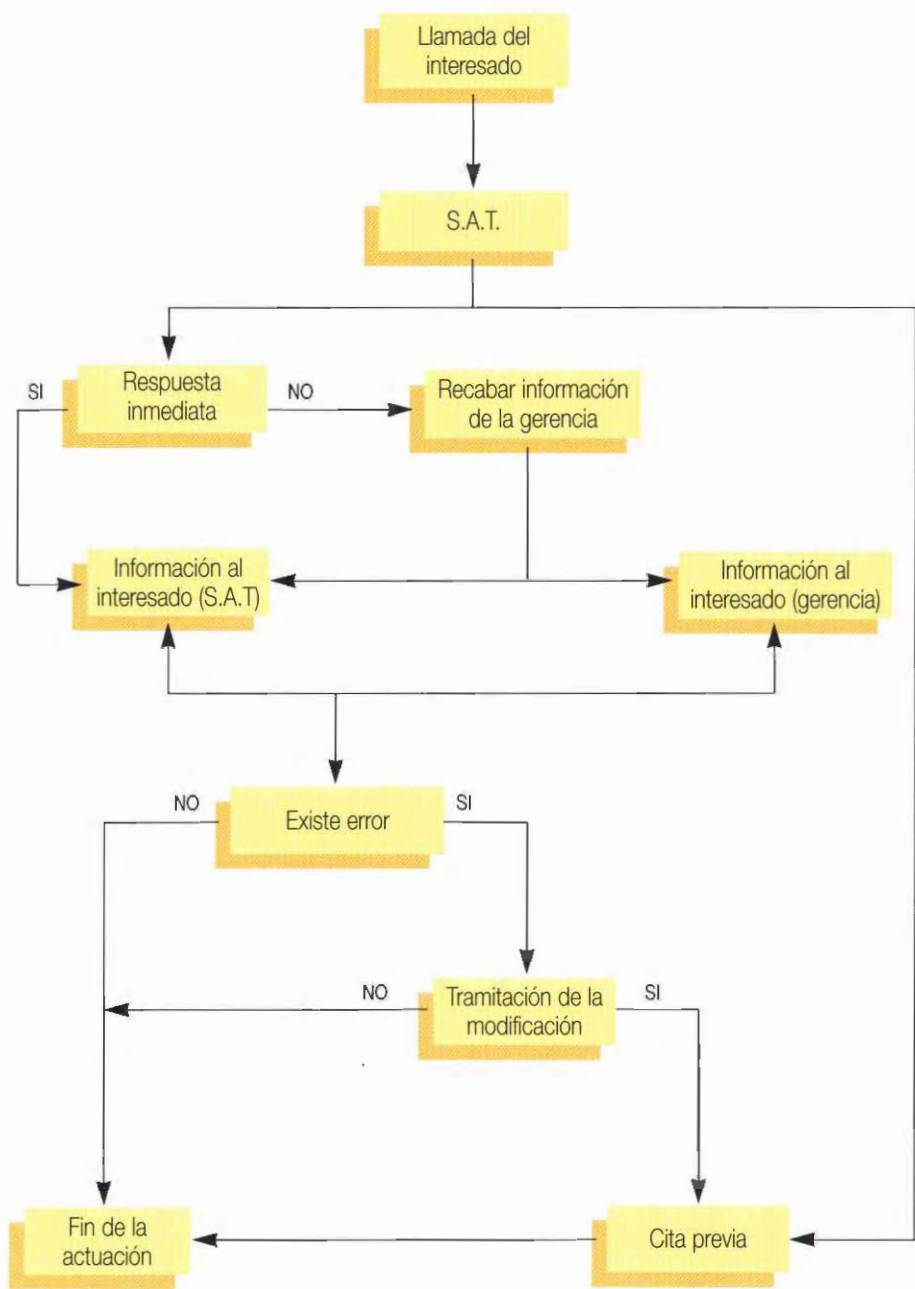 Llamada del
interesado
S.A.T.
SI
Respuesta
inmediata
NO
Recabar información
de la gerencia
Información al
interesado (S.A.T)
Información al
interesado (gerencia)
NO
Existe error
SI
NO
Tramitación de la
modificación
SI
Fin de la
actuación
Cita previa